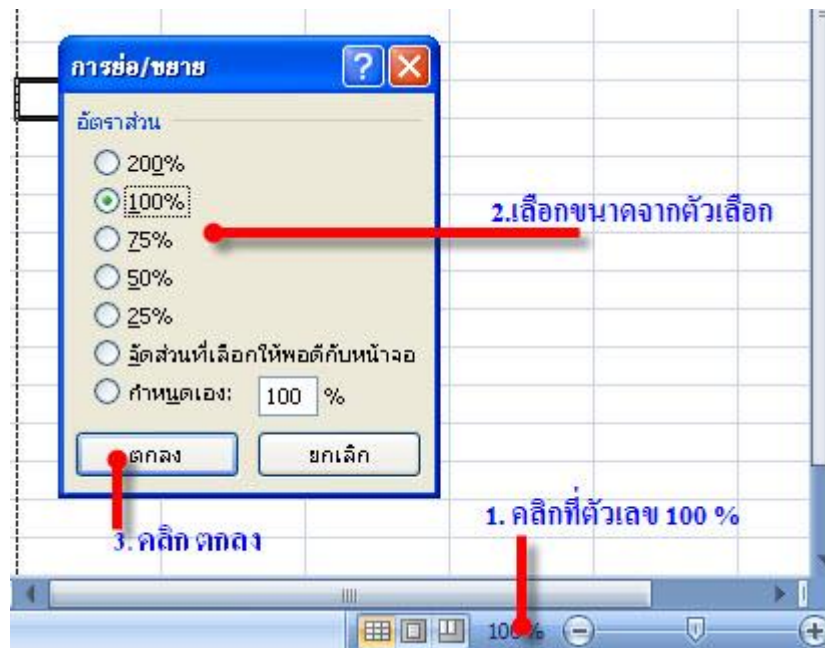 การย่อ/ขยาย
อัตราส่วน
200%
100%
75%
2.เลือกขนาดจากตัวเลือก
50%
25%
จัดส่วนที่เลือกให้พอดีกับหน้าจอ
กำหนดเอง: 100 %
ตกลง ยกเลิก
1. คลิกที่ตัวเลข 100 %
3. คลิก ตกลง
100%